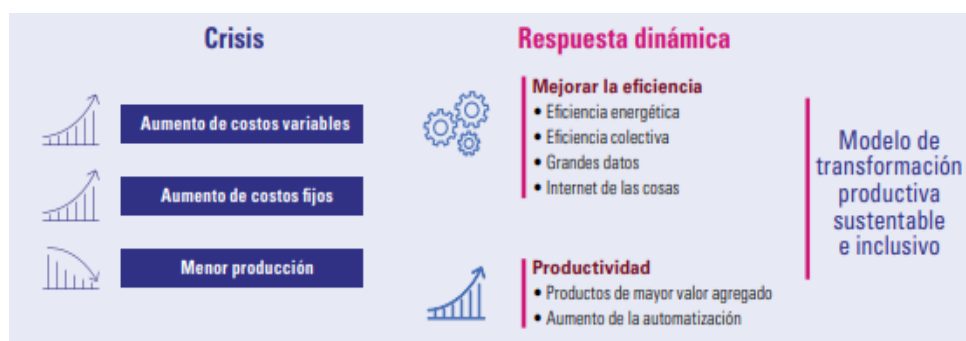 Crisis
Aumento de costos variables
Aumento de costos fijos
Menor producción
Respuesta dinámica
Mejorar la eficiencia
• Eficiencia energética
• Eficiencia colectiva
• Grandes datos
• Internet de las cosas
Productividad
• Productos de mayor valor agregado
• Aumento de la automatización
Modelo de
transformación
productiva
sustentable
e inclusivo